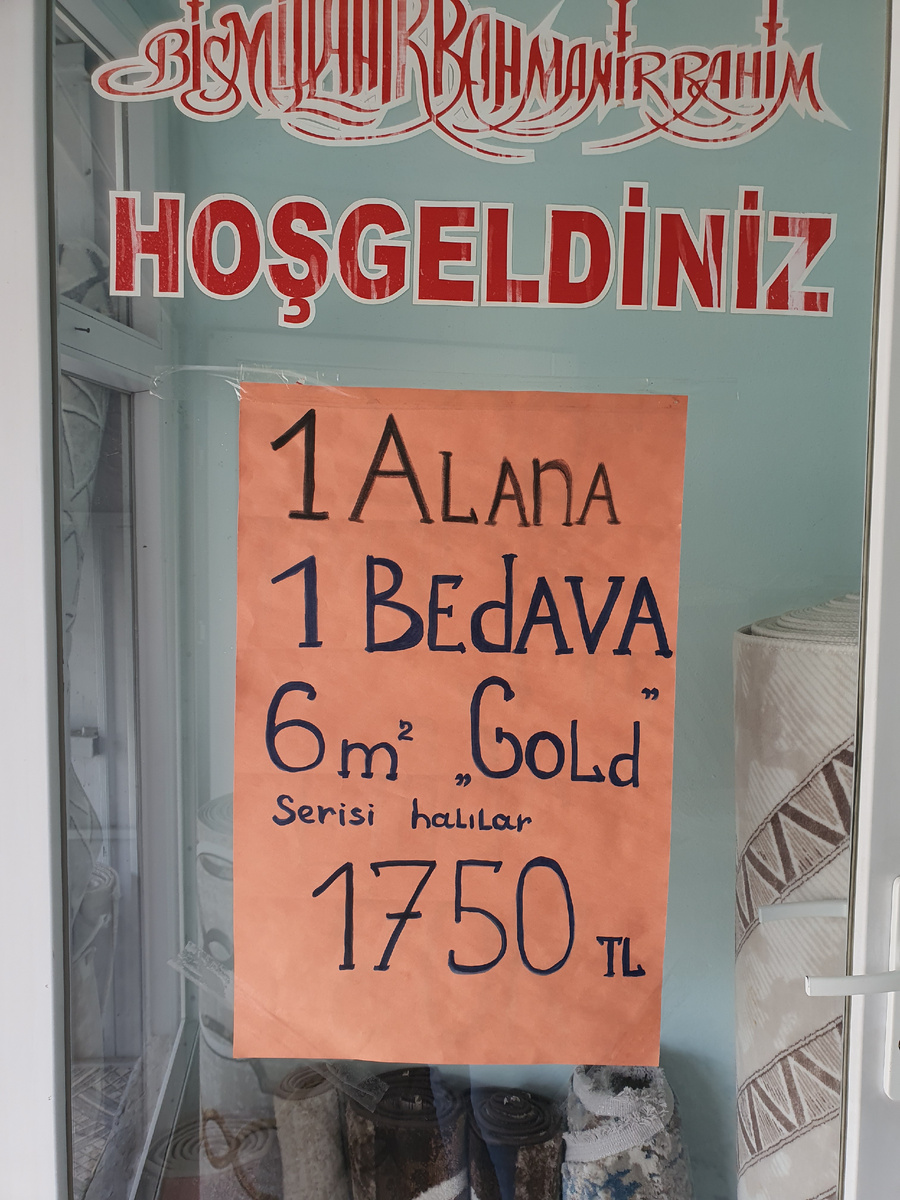 BİSMİLLAHİRRAHMANİRRAHİM
HOŞGELDİNİZ
1 ALAnA
1 BEdAVA
6 m² „GoLd”
Serisi halılar
1750 TL